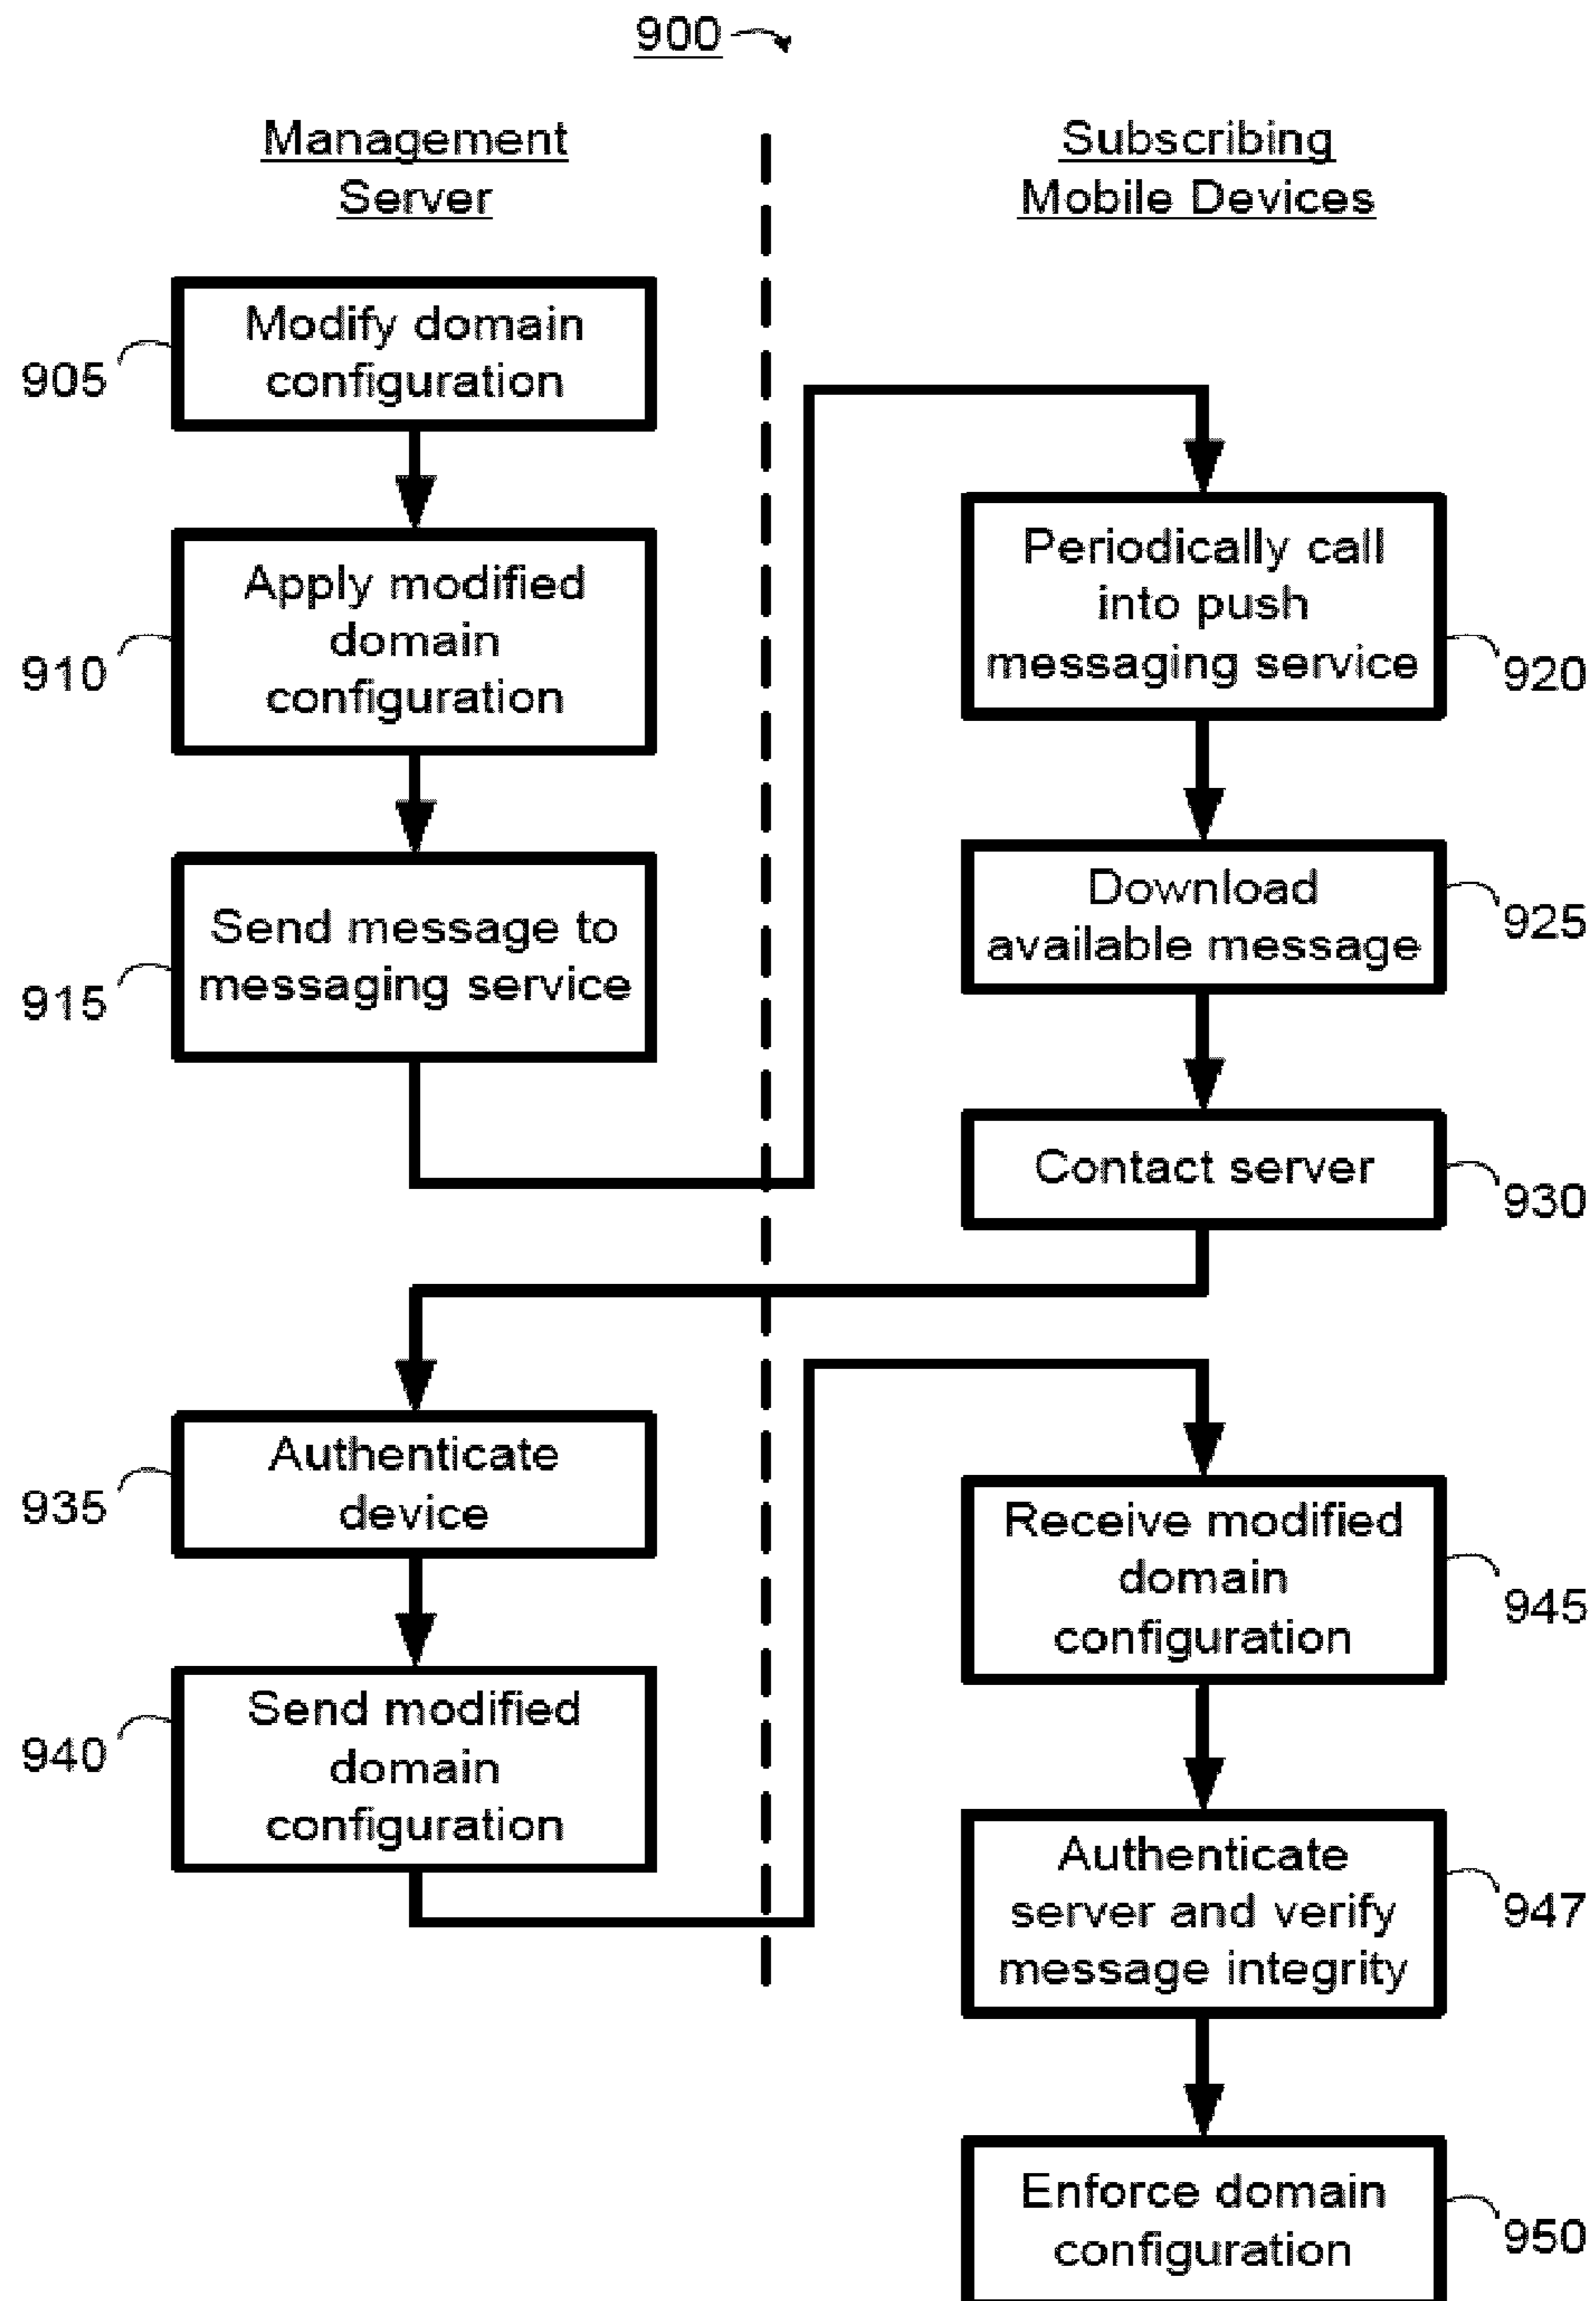 900
Management
Server
Subscribing
Mobile Devices
905
Modify domain
configuration
910
Apply modified
domain
configuration
915
Send message to
messaging service
Periodically call
into push
messaging service
920
Download
available message
925
Contact server
930
935
Authenticate
device
940
Send modified
domain
configuration
Receive modified
domain
configuration
945
Authenticate
server and verify
message integrity
947
Enforce domain
configuration
950